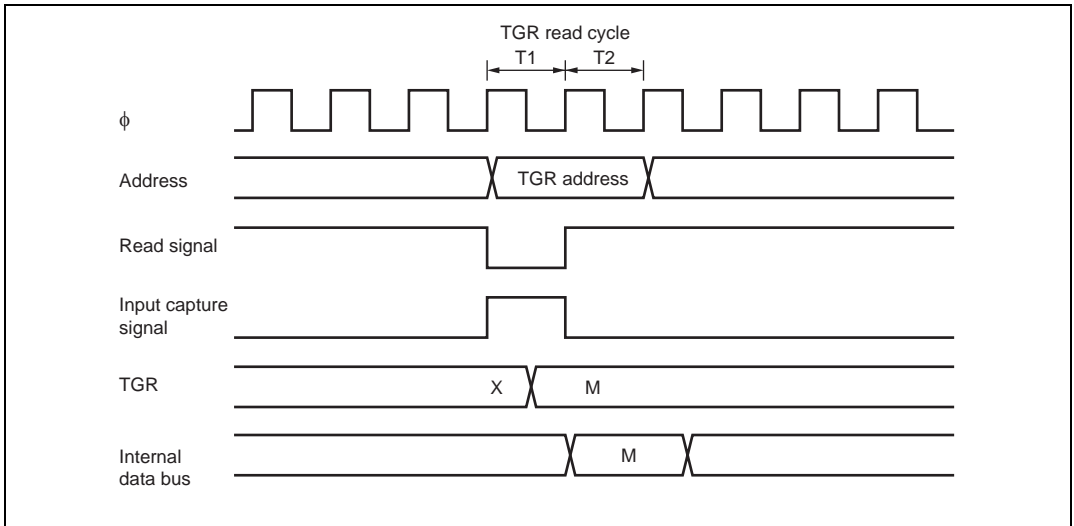 TGR read cycle
T1 T2
ϕ
Address
TGR address
Read signal
Input capture
signal
TGR
X M
Internal
data bus
M